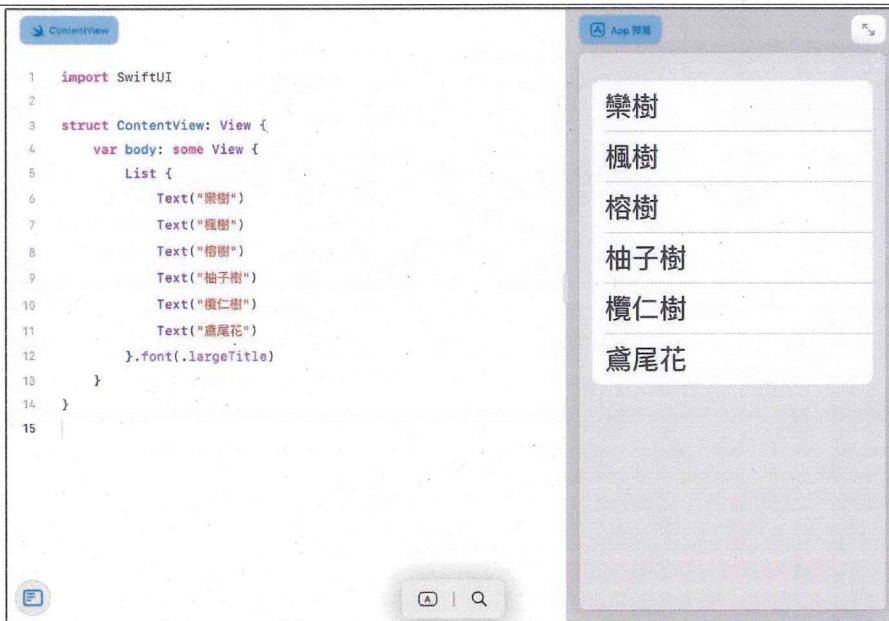 ContentView
1 import SwiftUI
2
3 struct ContentView: View {
4 var body: some View {
5 List {
6 Text("欒樹")
7 Text("楓樹")
8 Text("榕樹")
9 Text("柚子樹")
10 Text("欖仁樹")
11 Text("鳶尾花")
12 }.font(.largeTitle)
13 }
14 }
15
A
App 預覽
欒樹
楓樹
榕樹
柚子樹
欖仁樹
鳶尾花